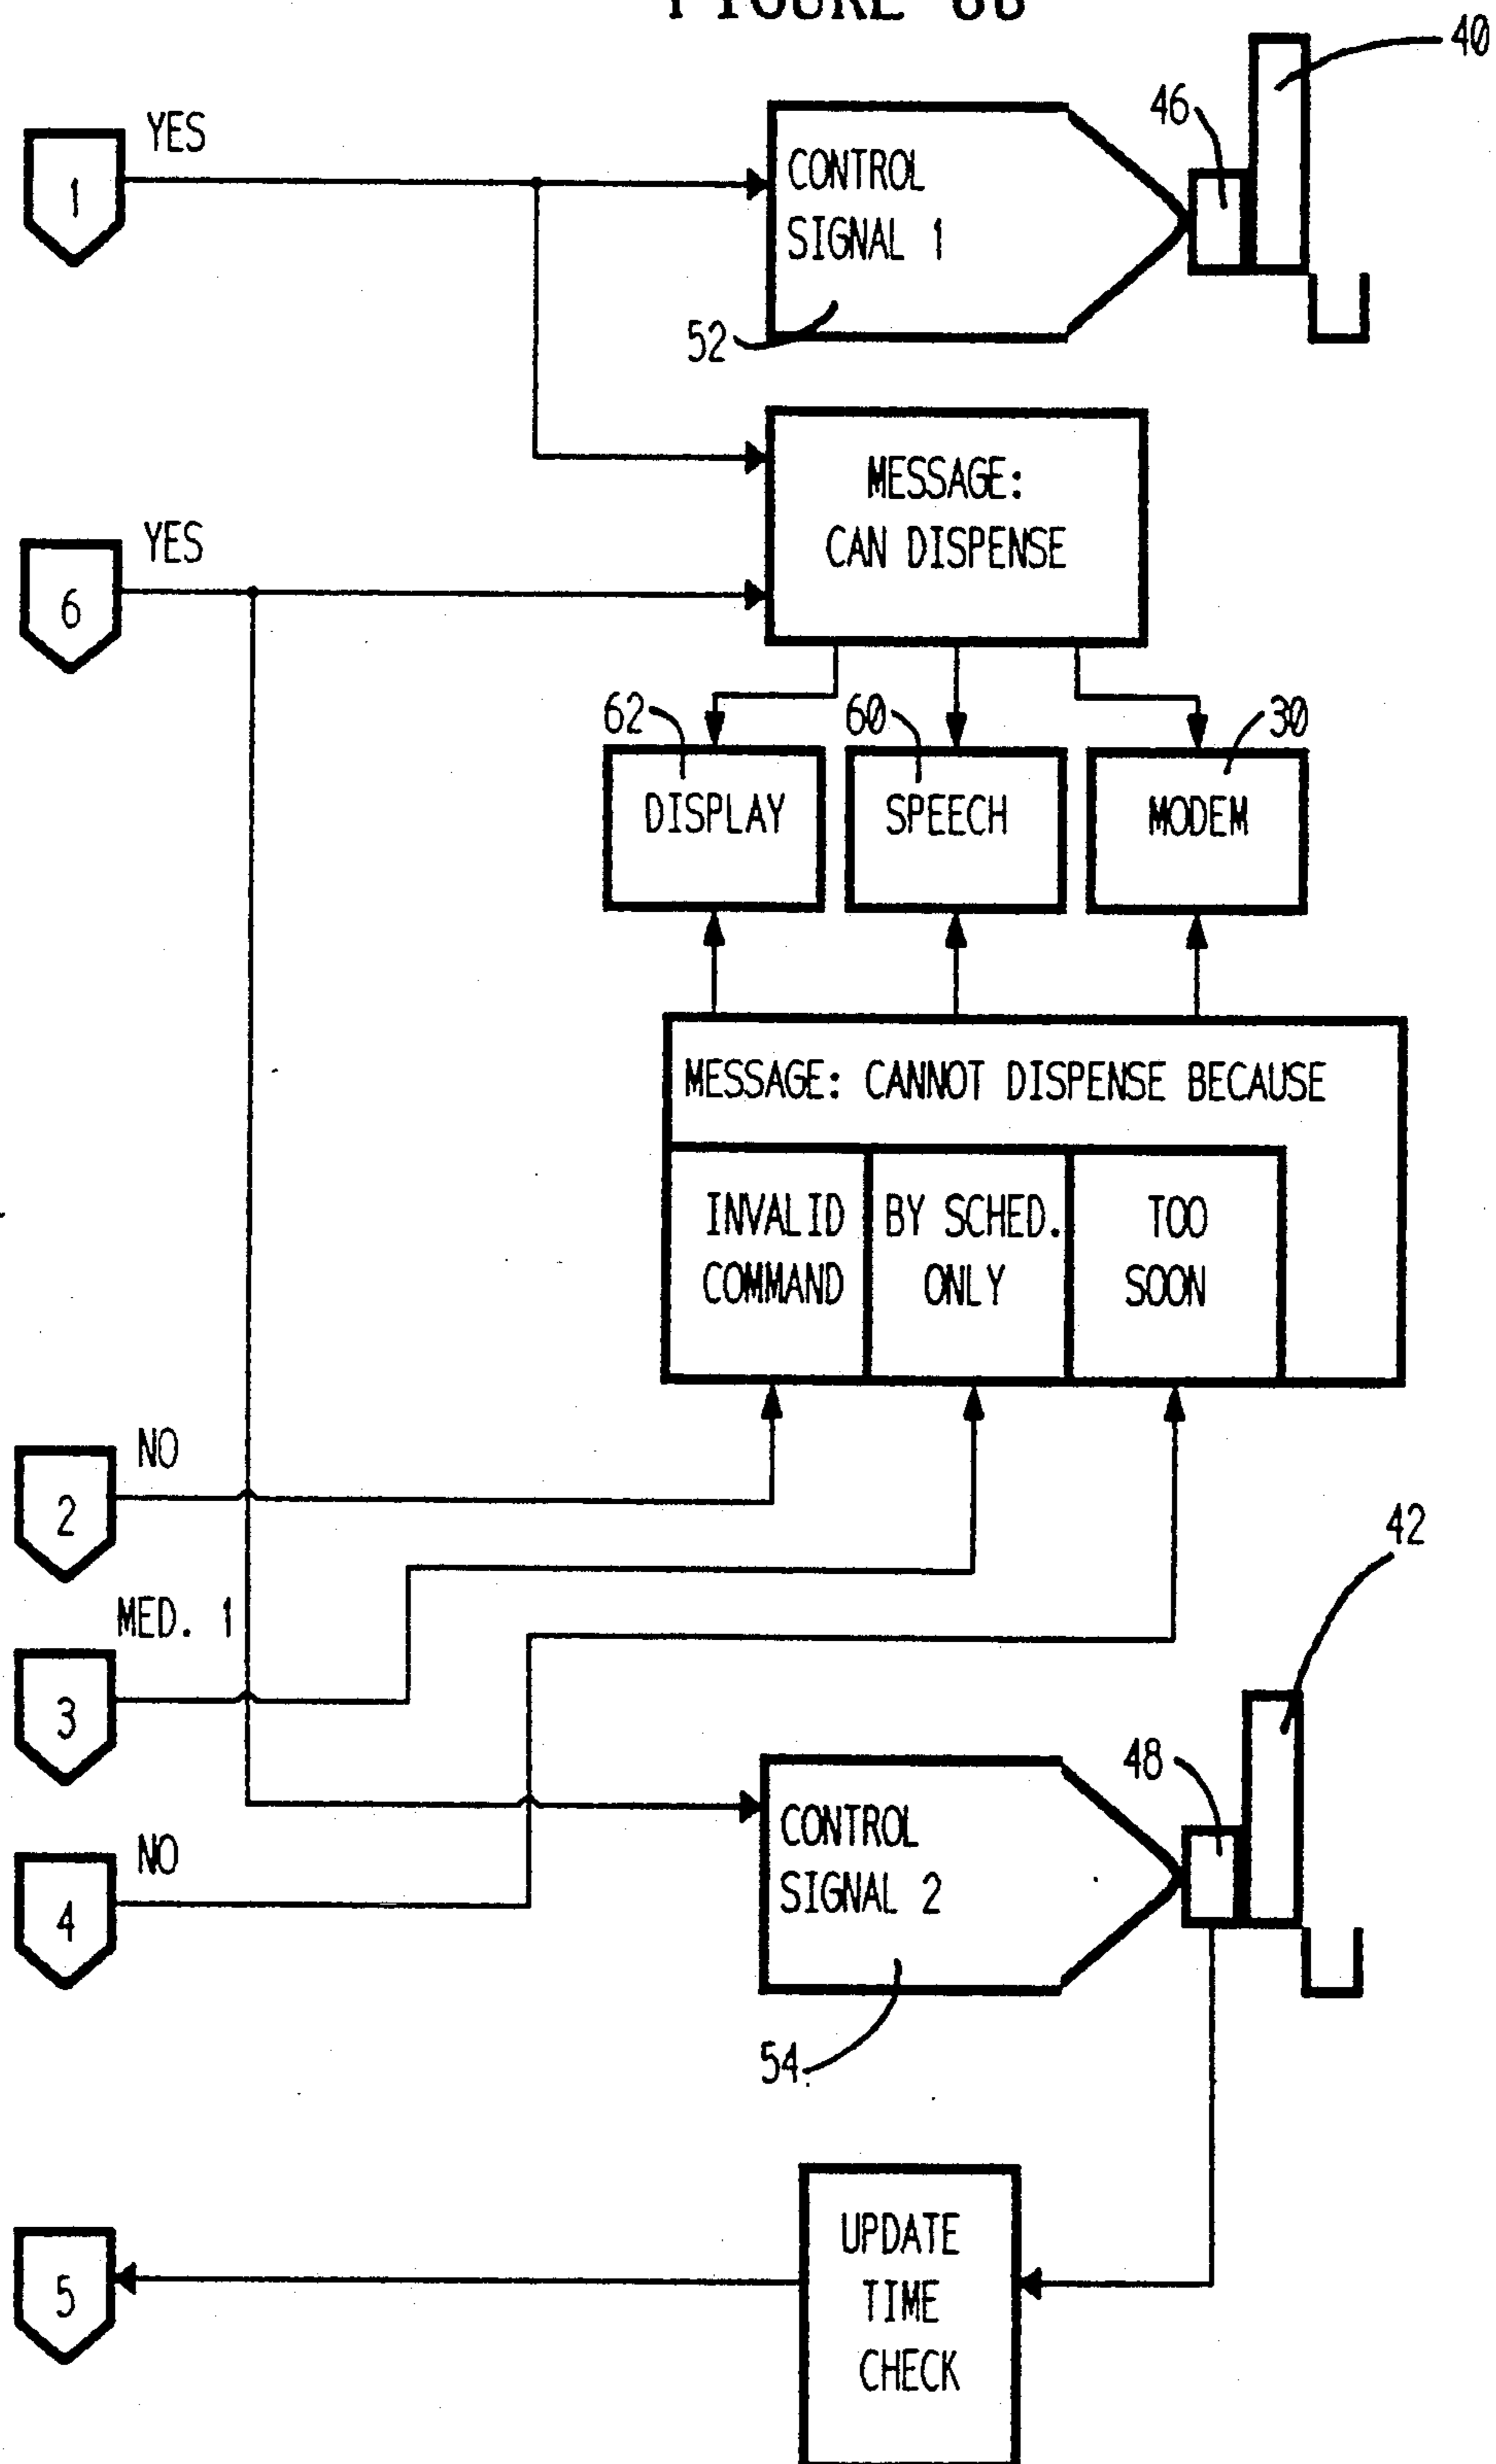 FIGURE 6B
40
46
YES
1
CONTROL
SIGNAL 1
52
MESSAGE:
CAN DISPENSE
YES
6
62
60
30
DISPLAY
SPEECH
MODEM
MESSAGE: CANNOT DISPENSE BECAUSE
INVALID
COMMAND
BY SCHED.
ONLY
TOO
SOON
NO
2
42
MED. 1
3
48
CONTROL
SIGNAL 2
NO
4
54
UPDATE
TIME
CHECK
5